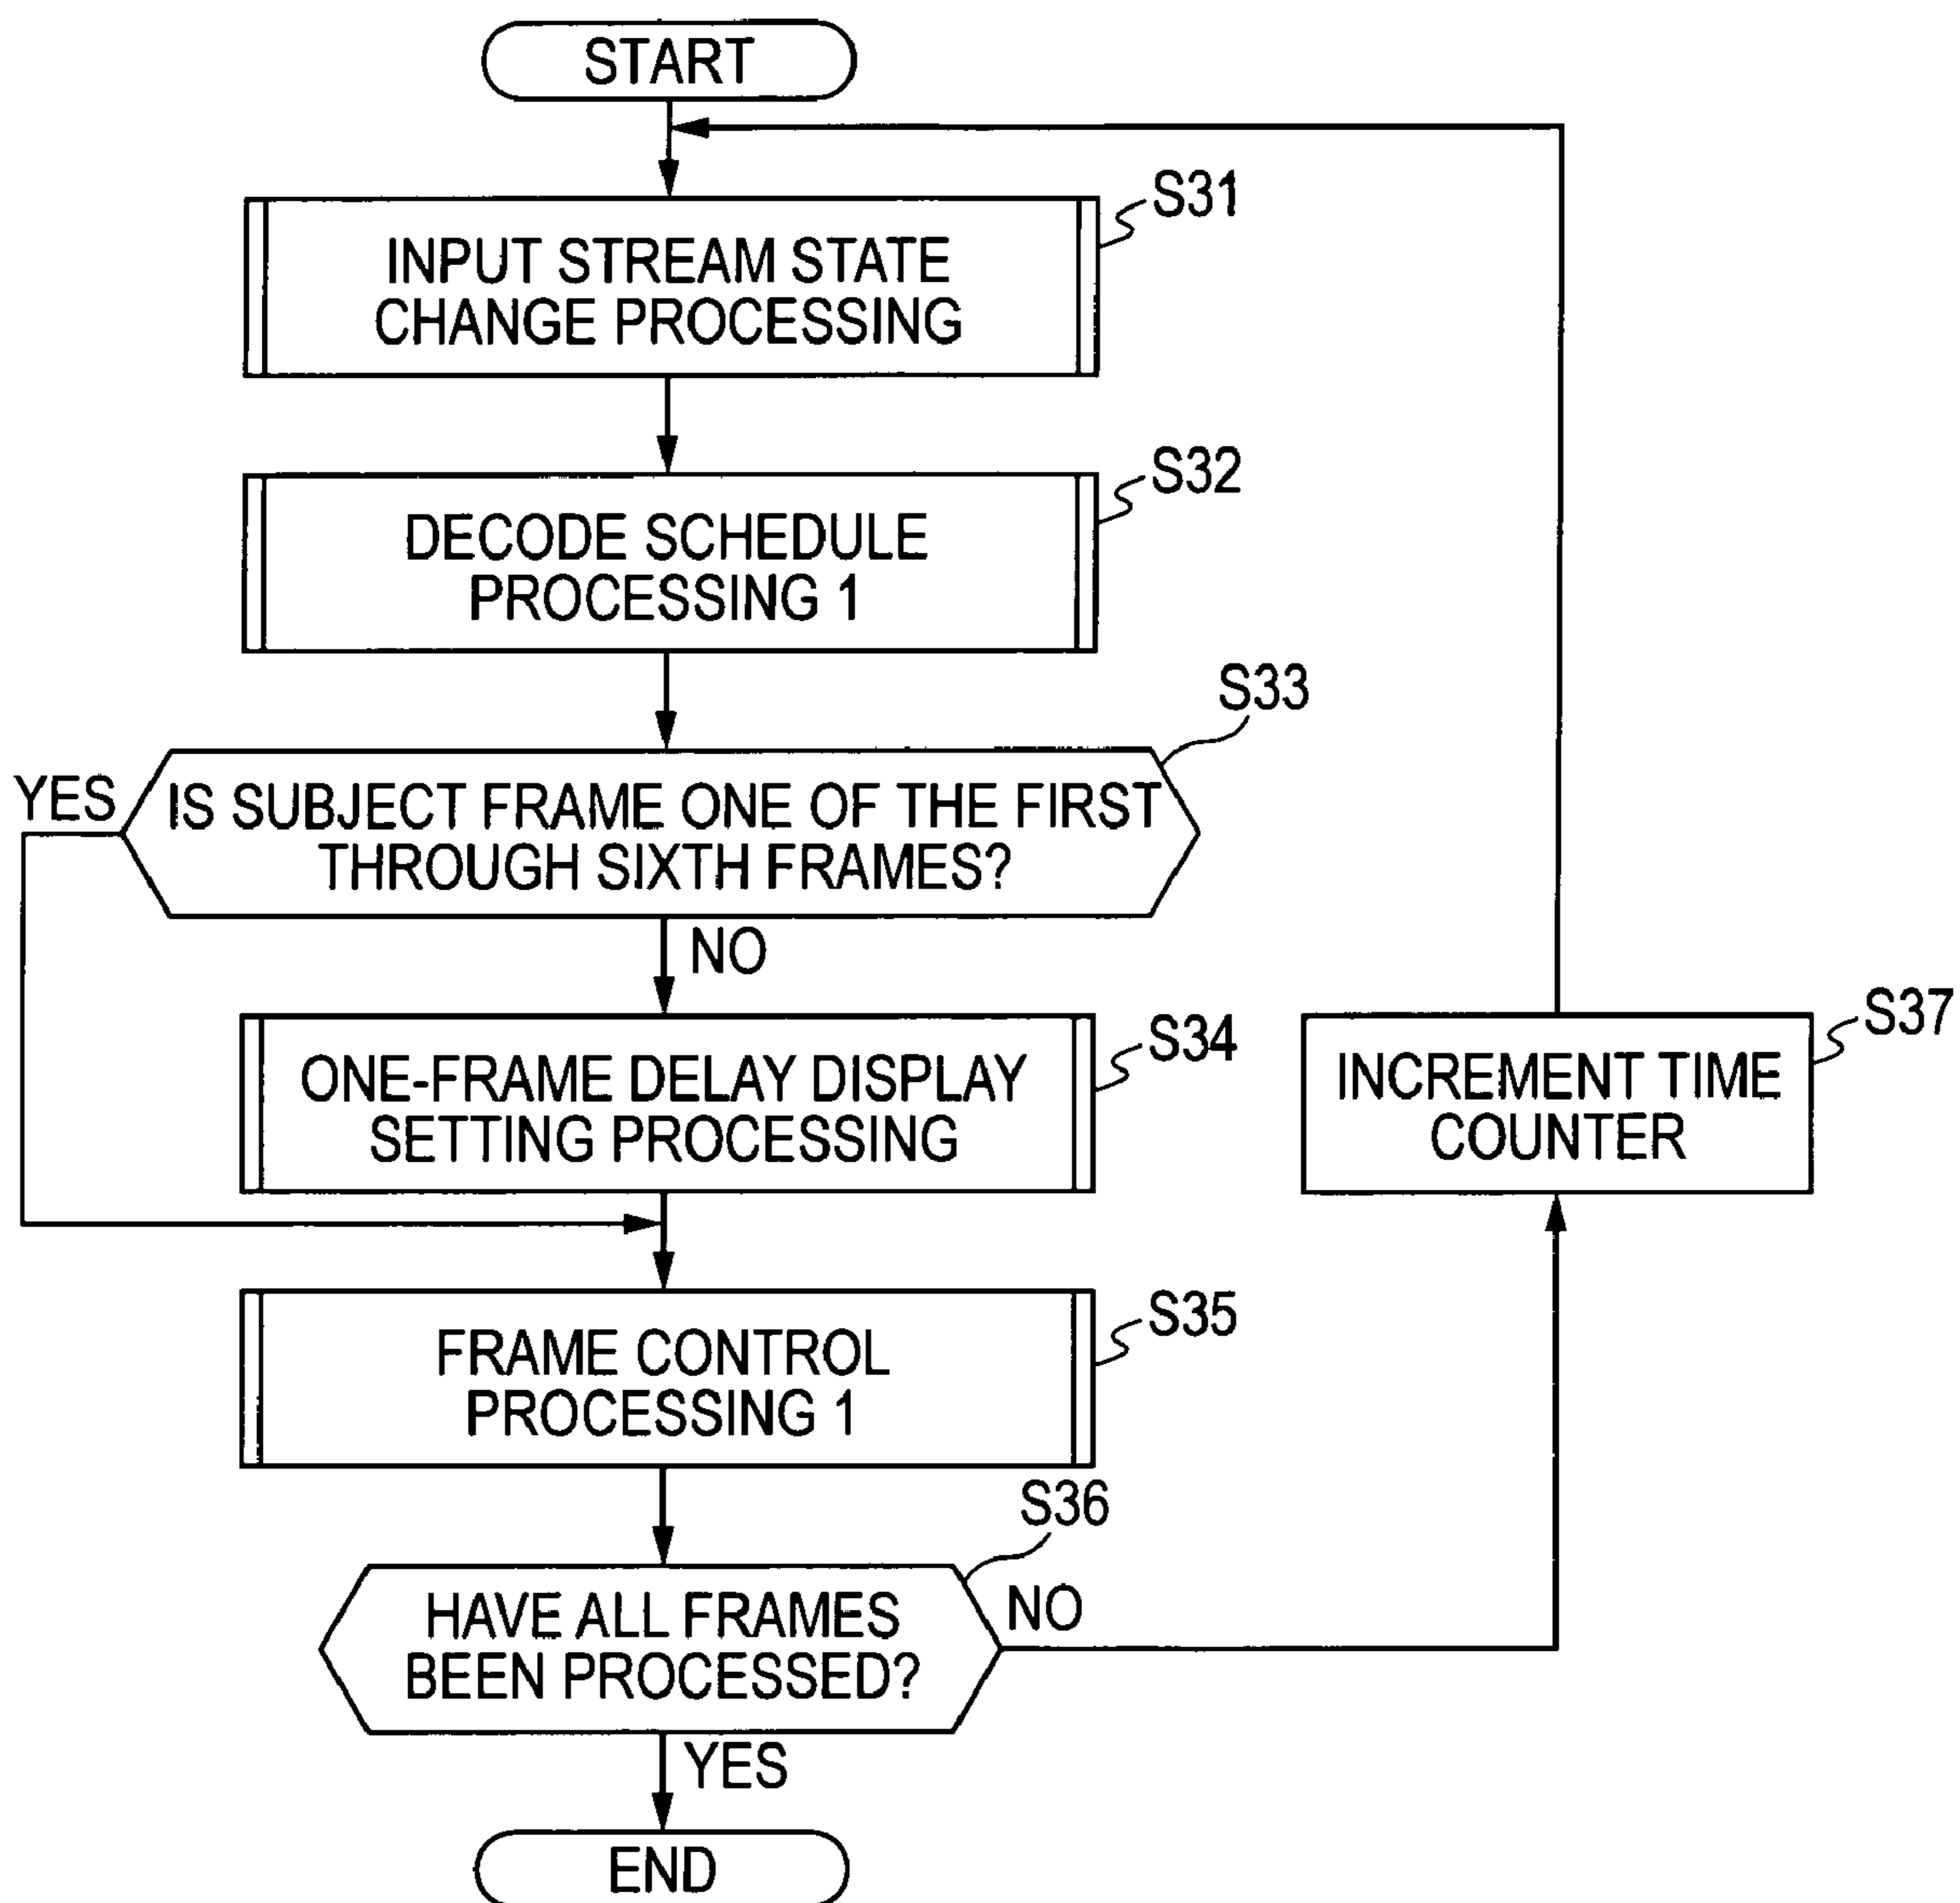 START
S31
INPUT STREAM STATE
CHANGE PROCESSING
S32
DECODE SCHEDULE
PROCESSING 1
S33
YES
IS SUBJECT FRAME ONE OF THE FIRST
THROUGH SIXTH FRAMES?
NO
S34
ONE-FRAME DELAY DISPLAY
SETTING PROCESSING
S37
INCREMENT TIME
COUNTER
S35
FRAME CONTROL
PROCESSING 1
S36
HAVE ALL FRAMES
BEEN PROCESSED?
NO
YES
END